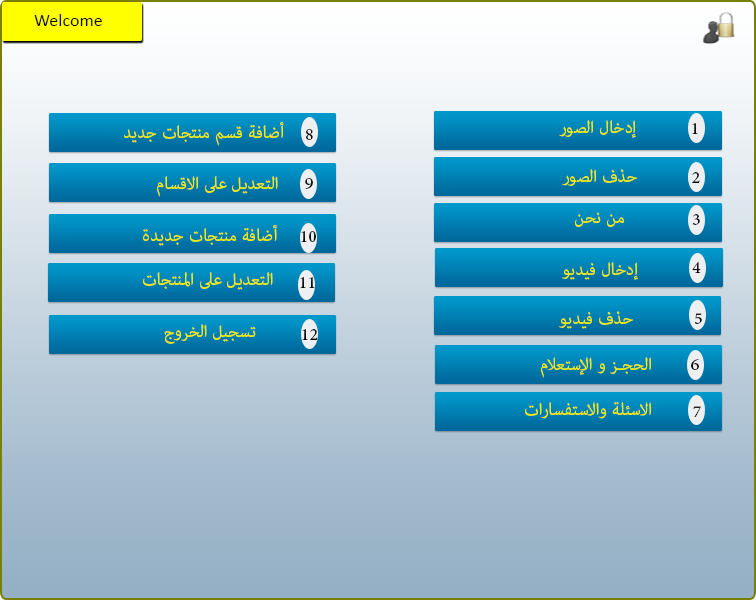 Welcome
1 إدخال الصور
2 حذف الصور
3 من نحن
4 إدخال فيديو
5 حذف فيديو
6 الحجـز و الإستعلام
7 الاسئلة والاستفسارات
8 أضافة قسم منتجات جديد
9 التعديل على الاقسام
10 أضافة منتجات جديدة
11 التعديل على المنتجات
12 تسجيل الخروج